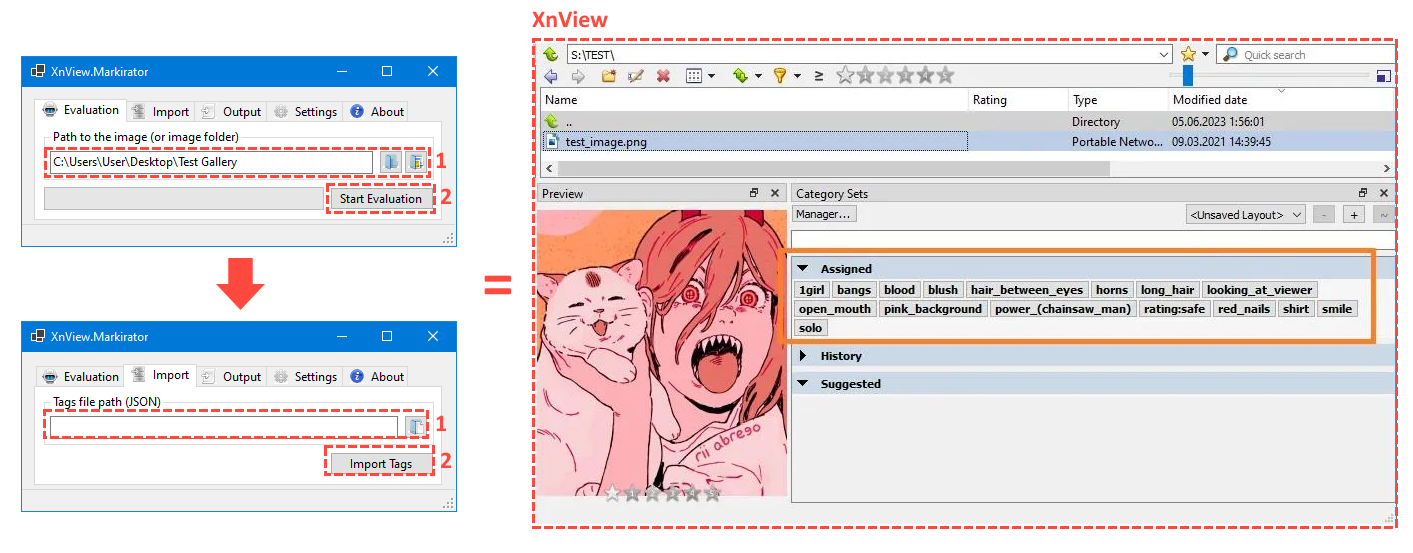 XnView.Markirator
Evaluation Import Output Settings About
Path to the image (or image folder)
C:\Users\User\Desktop\Test Gallery
1
Start Evaluation
2
XnView.Markirator
Evaluation Import Output Settings About
Tags file path (JSON)
1
Import Tags
2
=
XnView
S:\TEST\
Quick search
≥
Name Rating Type Modified date
.. Directory 05.06.2023 1:56:01
test_image.png Portable Netwo... 09.03.2021 14:39:45
Preview
rii abrego
Category Sets
Manager...
<Unsaved Layout> - + ~
Assigned
1girl bangs blood blush hair_between_eyes horns long_hair looking_at_viewer
open_mouth pink_background power_(chainsaw_man) rating:safe red_nails shirt smile
solo
History
Suggested